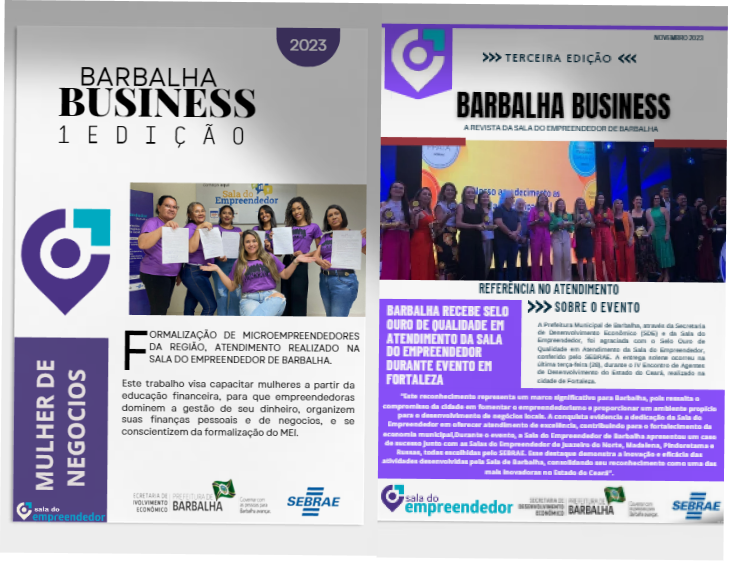 2023
BARBALHA
BUSINESS
1 EDIÇÃO
Sala do
Empreendedor
FORMALIZAÇÃO DE MICROEMPREENDEDORES
DA REGIÃO, ATENDIMENTO REALIZADO NA
SALA DO EMPREENDEDOR DE BARBALHA.
Este trabalho visa capacitar mulheres a partir da
educação financeira, para que empreendedoras
dominem a gestão de seu dinheiro, organizem
suas finanças pessoais e de negocios, e se
conscientizem da formalização do MEI.
MULHER DE
NEGOCIOS
sala do
empreendedor
ECRETARIA DE
IVOLVIMENTO
ECONÔMICO
PREFEITURA DE
BARBALHA
SEBRAE
NOVEMBRO 2023
>>> TERCEIRA EDIÇÃO <<<
BARBALHA BUSINESS
A REVISTA DA SALA DO EMPREENDEDOR DE BARBALHA
REFERÊNCIA NO ATENDIMENTO
BARBALHA RECEBE SELO
OURO DE QUALIDADE EM
ATENDIMENTO DA SALA
DO EMPREENDEDOR
DURANTE EVENTO EM
FORTALEZA
>>> SOBRE O EVENTO
A Prefeitura Municipal de Barbalha, através da Secretaria
de Desenvolvimento Econômico (SDE) e da Sala do
Empreendedor, foi agraciada com o Selo Ouro de
Qualidade em Atendimento da Sala do Empreendedor,
conferido pelo SEBRAE. A entrega solene ocorreu na
última terça-feira (28), durante o IV Encontro de Agentes
de Desenvolvimento do Estado do Ceará, realizado na
cidade de Fortaleza.
"Este reconhecimento representa um marco significativo para Barbalha, pois ressalta o
compromisso da cidade em fomentar o empreendedorismo e proporcionar um ambiente propício
para o desenvolvimento de negócios locais. A conquista evidencia a dedicação da Sala do
Empreendedor em oferecer atendimento de excelência, contribuindo para o fortalecimento da
economia municipal,Durante o evento, a Sala do Empreendedor de Barbalha apresentou um case
de sucesso junto com as Salas do Empreendedor de Juazeiro do Norte, Madalena, Pindoretama e
Russas, todas escolhidas pelo SEBRAE. Esse destaque demonstra a inovação e eficácia das
atividades desenvolvidas pela Sala de Barbalha, consolidando seu reconhecimento como uma das
mais inovadoras no Estado do Ceará".
sala do
empreendedor
SECRETARIA DE
DESENVOLVIMENTO
ECONÔMICO
PREFEITURA DE
BARBALHA
SEBRAE